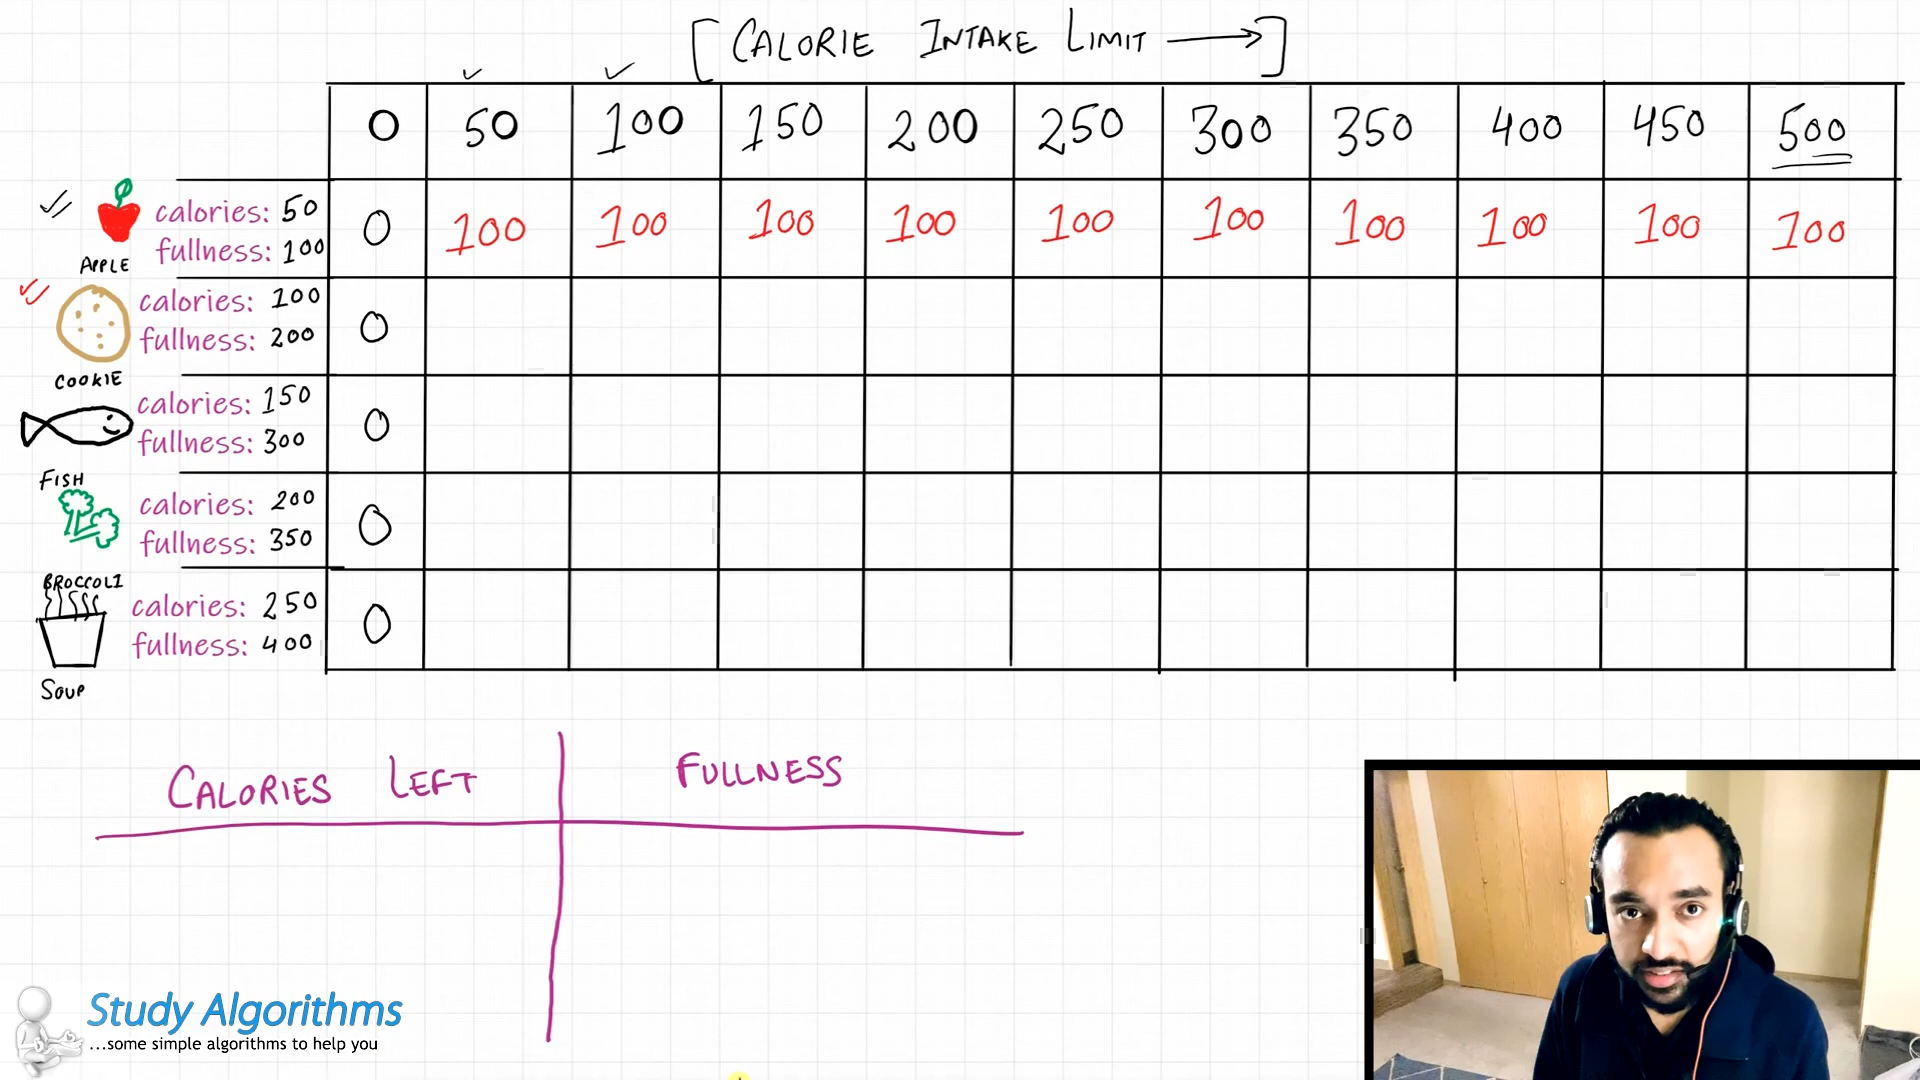 [CALORIE INTAKE LIMIT →]
0 50 100 150 200 250 300 350 400 450 500
calories: 50
fullness: 100
APPLE
0 100 100 100 100 100 100 100 100 100 100
calories: 100
fullness: 200
COOKIE
0
calories: 150
fullness: 300
FISH
0
calories: 200
fullness: 350
BROCCOLI
0
calories: 250
fullness: 400
SOUP
0
CALORIES LEFT FULLNESS
Study Algorithms
...some simple algorithms to help you